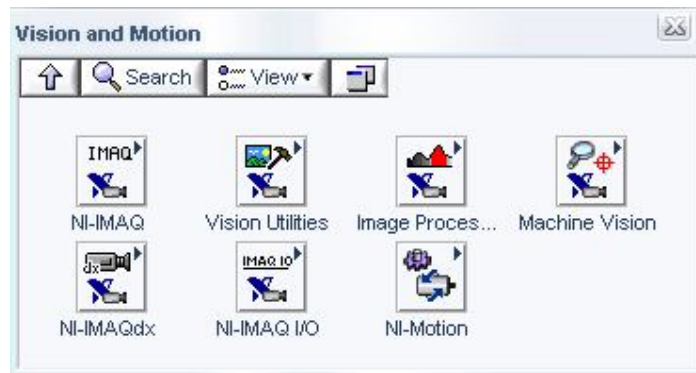 Vision and Motion
Search View
IMAQ
NI-IMAQ Vision Utilities Image Proces... Machine Vision
dx IMAQ IO
NI-IMAQdx NI-IMAQ I/O NI-Motion